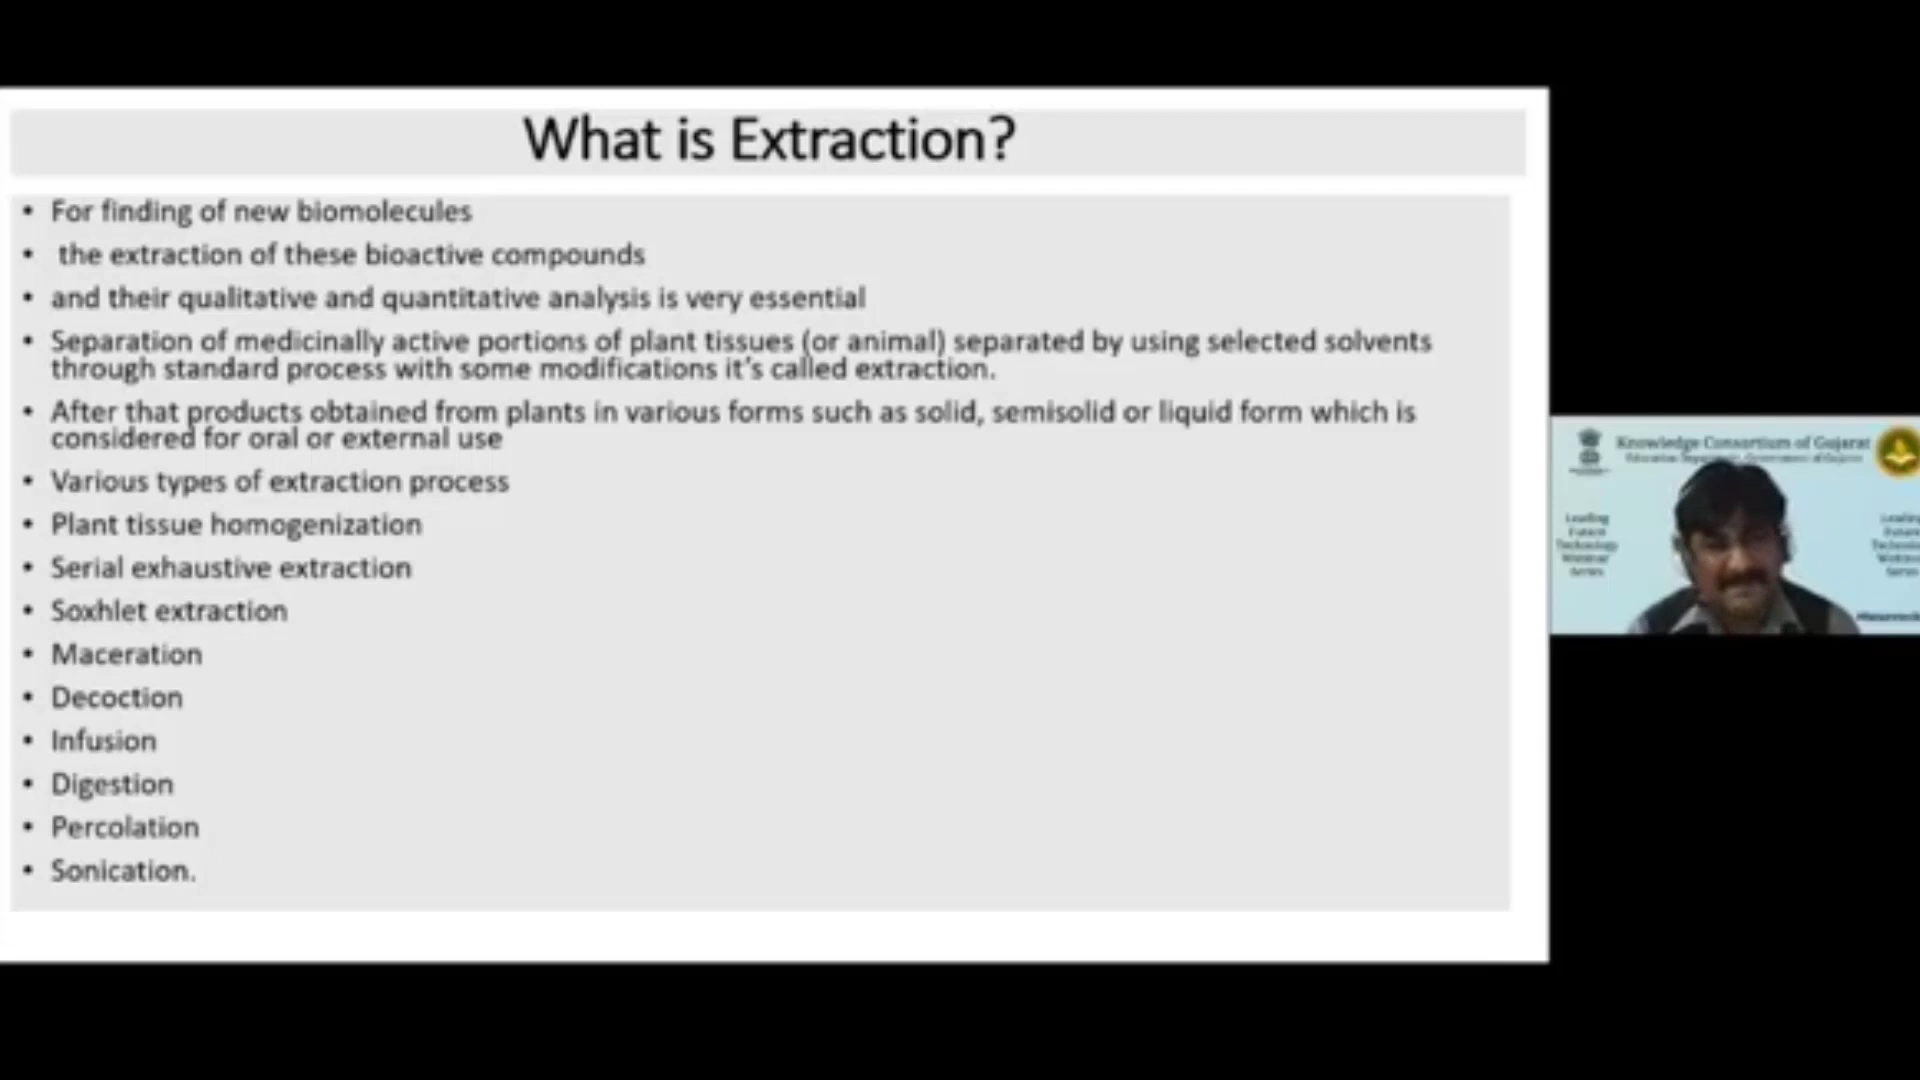 What is Extraction?
• For finding of new biomolecules
• the extraction of these bioactive compounds
• and their qualitative and quantitative analysis is very essential
• Separation of medicinally active portions of plant tissues (or animal) separated by using selected solvents
through standard process with some modifications it's called extraction.
• After that products obtained from plants in various forms such as solid, semisolid or liquid form which is
considered for oral or external use
• Various types of extraction process
• Plant tissue homogenization
• Serial exhaustive extraction
• Soxhlet extraction
• Maceration
• Decoction
• Infusion
• Digestion
• Percolation
• Sonication.
Knowledge Consortium of Gujarat
Leading
Future
Technology
Webinar
Series